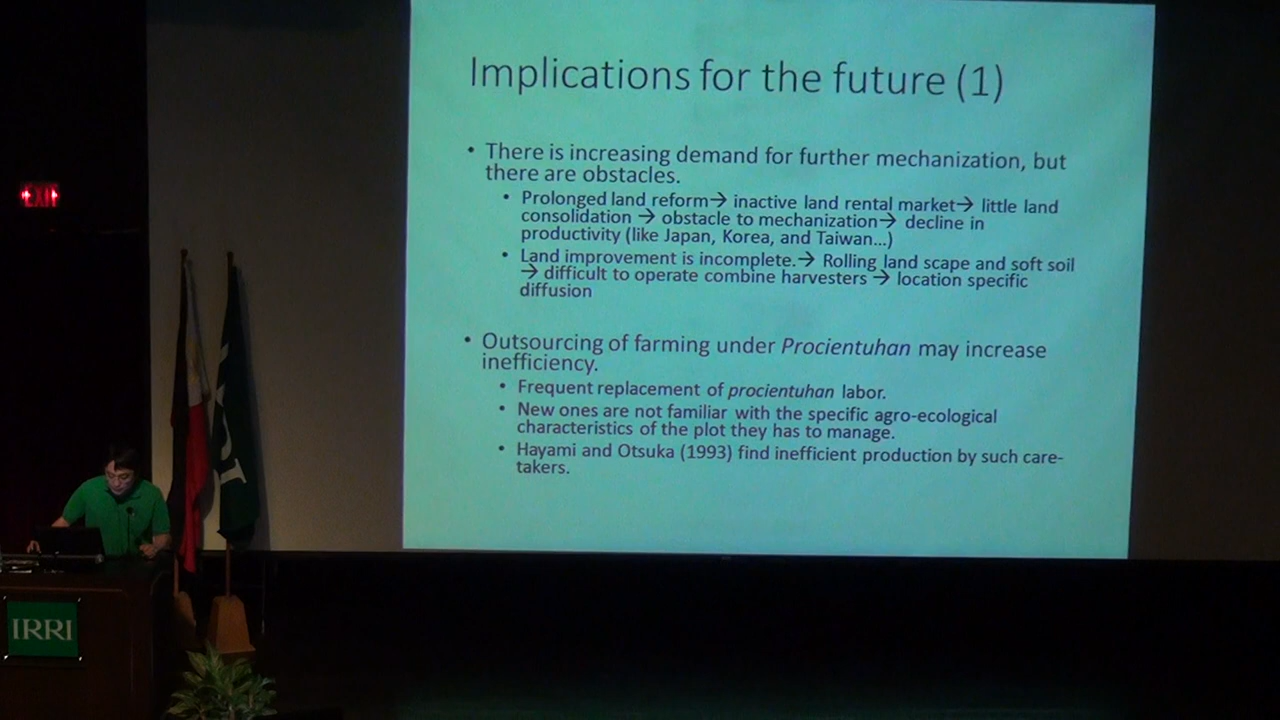 Implications for the future (1)
• There is increasing demand for further mechanization, but
there are obstacles.
• Prolonged land reform→ inactive land rental market→ little land
consolidation → obstacle to mechanization→ decline in
productivity (like Japan, Korea, and Taiwan...)
• Land improvement is incomplete.→ Rolling land scape and soft soil
→ difficult to operate combine harvesters → location specific
diffusion
• Outsourcing of farming under Procientuhan may increase
inefficiency.
• Frequent replacement of procientuhan labor.
• New ones are not familiar with the specific agro-ecological
characteristics of the plot they has to manage.
• Hayami and Otsuka (1993) find inefficient production by such care-
takers.
EXIT
IRRI